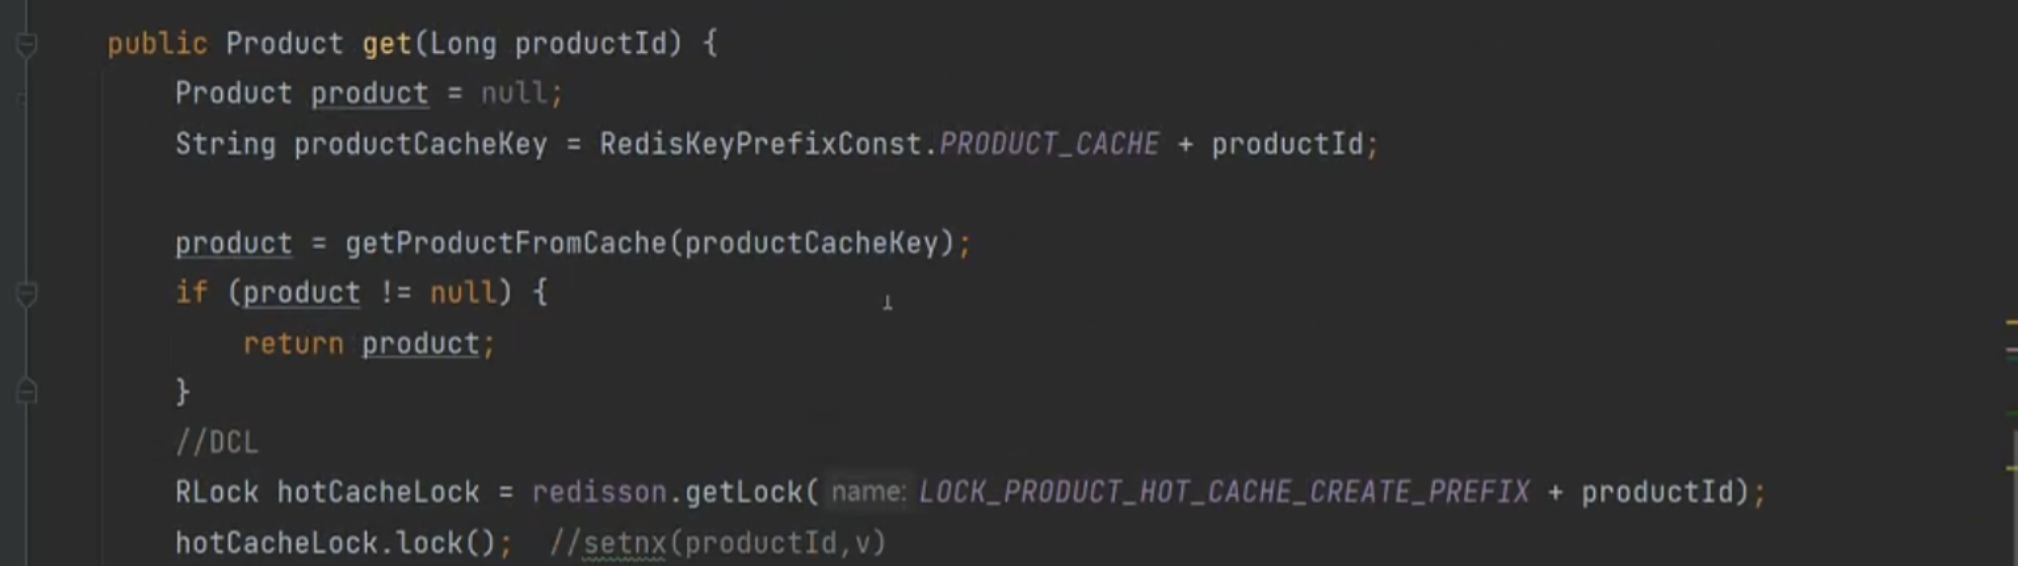 public Product get(Long productId) {
Product product = null;
String productCacheKey = RedisKeyPrefixConst.PRODUCT_CACHE + productId;
product = getProductFromCache(productCacheKey);
if (product != null) {
return product;
}
//DCL
RLock hotCacheLock = redisson.getLock( name: LOCK_PRODUCT_HOT_CACHE_CREATE_PREFIX + productId);
hotCacheLock.lock(); //setnx(productId,v)